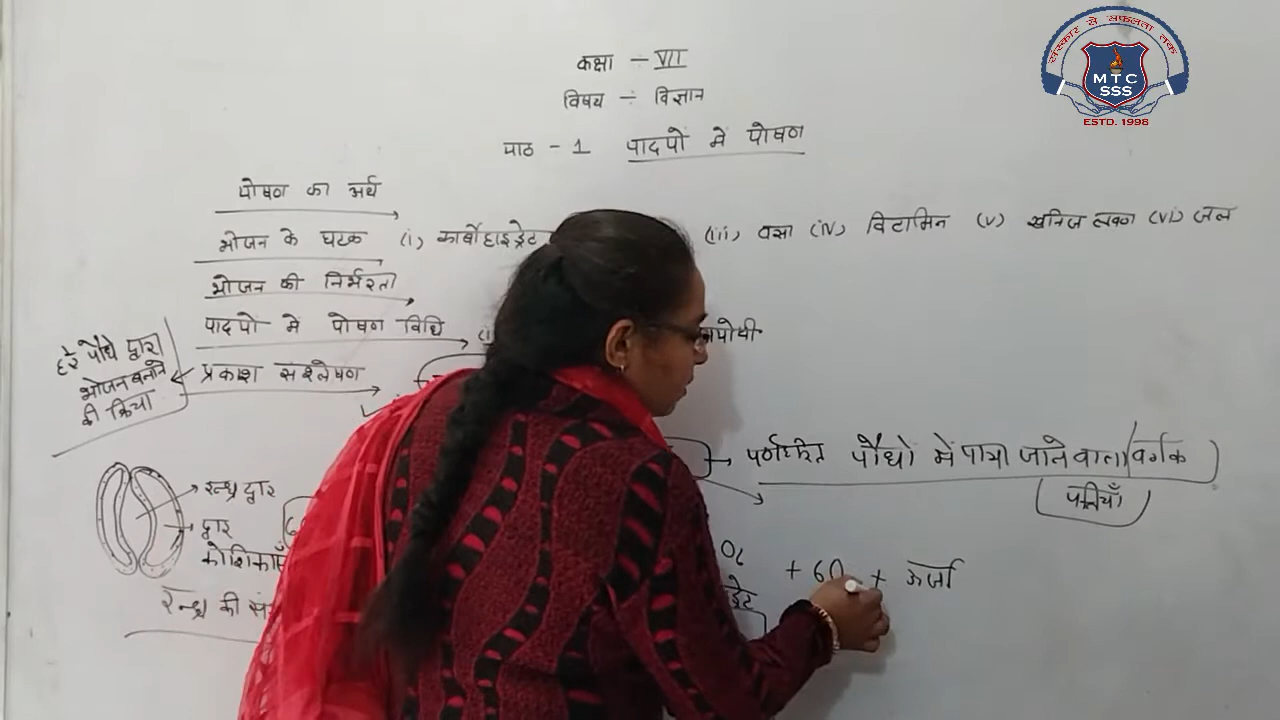 संस्कार से सफलता तक
MTC
SSS
ESTD. 1998
कक्षा - VII
विषय ÷ विज्ञान
पाठ - 1 पादपों में पोषण
पोषण का अर्थ
भोजन के घटक (i) कार्बोहाइड्रेट (iii) वसा (iv) विटामिन (v) खनिज लवण (vi) जल
भोजन की निर्भरता
पादपों में पोषण विधि
प्रकाश संश्लेषण
हरे पौधे द्वारा
भोजन बनाने
की क्रिया
पर्णहरित पौधों में पाया जाने वाला वर्गक
पत्तियाँ
रन्ध्र द्वार
द्वार
कोशिकाएँ
रन्ध्र की
+ 6O + ऊर्जा